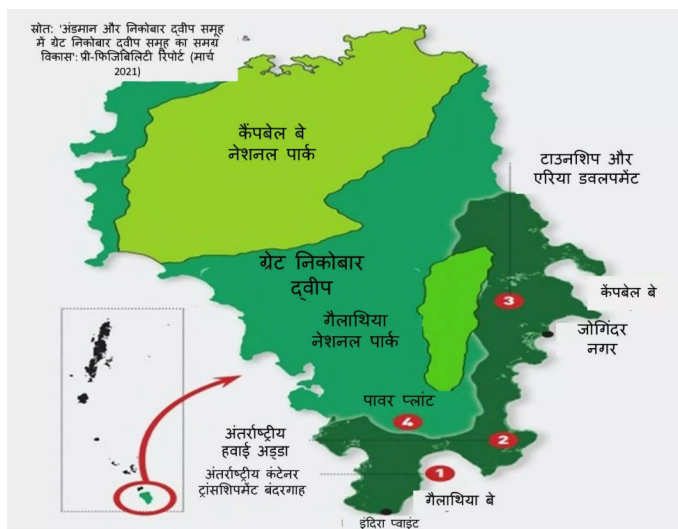 स्रोत: 'अंडमान और निकोबार द्वीप समूह
में ग्रेट निकोबार द्वीप समूह का समग्र
विकास': प्री-फिजिबिलिटी रिपोर्ट (मार्च
2021)
कैंपबेल बे
नेशनल पार्क
टाउनशिप और
एरिया डवलपमेंट
ग्रेट निकोबार
द्वीप
3
केंपबेल बे
गैलाथिया
नेशनल पार्क
जोगिंदर
नगर
पावर प्लांट
4
अंतर्राष्ट्रीय
हवाई अड्डा
2
अंतर्राष्ट्रीय कंटेनर
ट्रांसशिपमेंट बंदरगाह
1
गैलाथिया बे
इंदिरा प्वाइंट